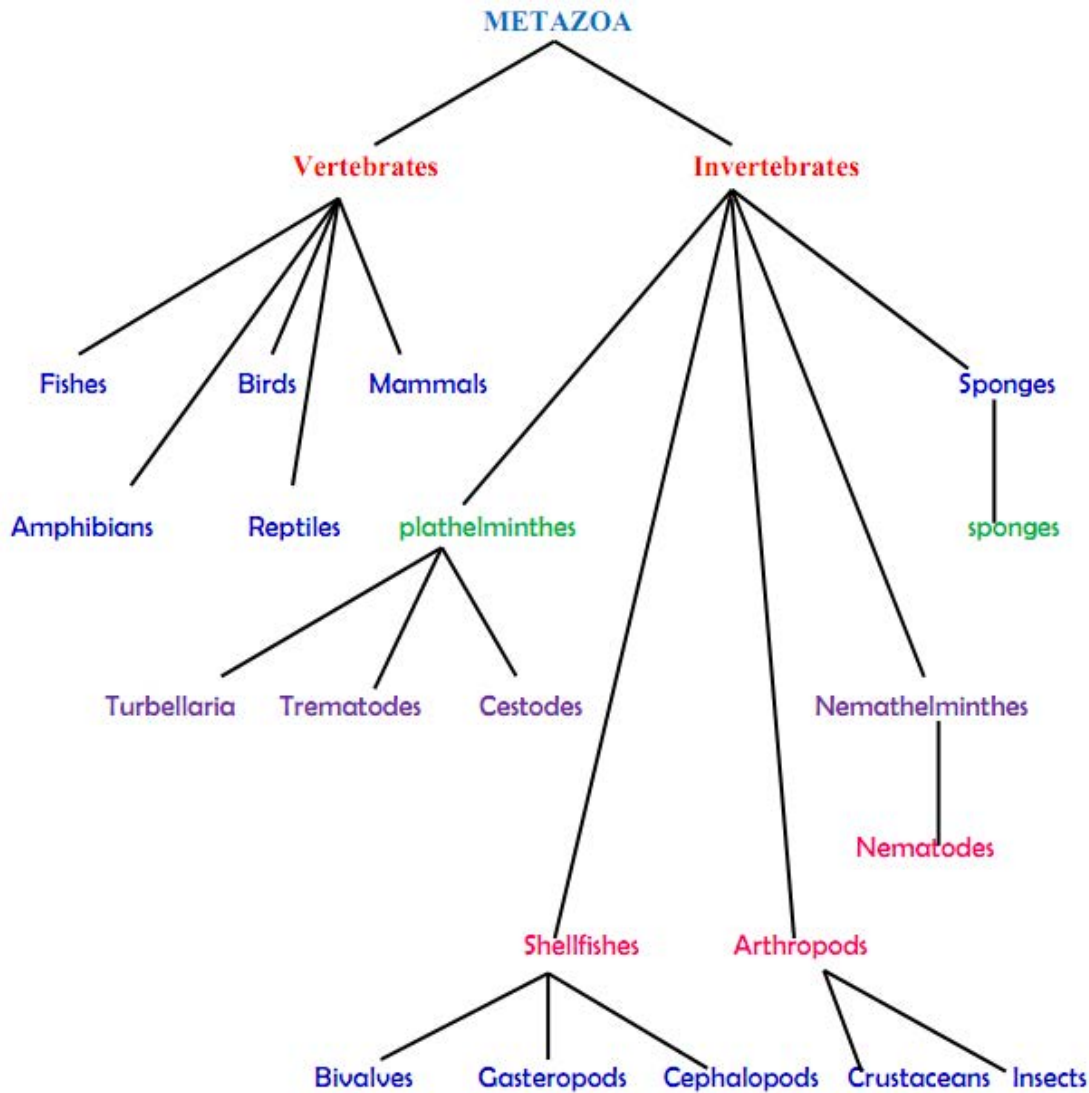 METAZOA
Vertebrates Invertebrates
Fishes Birds Mammals Sponges
Amphibians Reptiles plathelminthes sponges
Turbellaria Trematodes Cestodes Nemathelminthes
Nematodes
Shellfishes Arthropods
Bivalves Gasteropods Cephalopods Crustaceans Insects